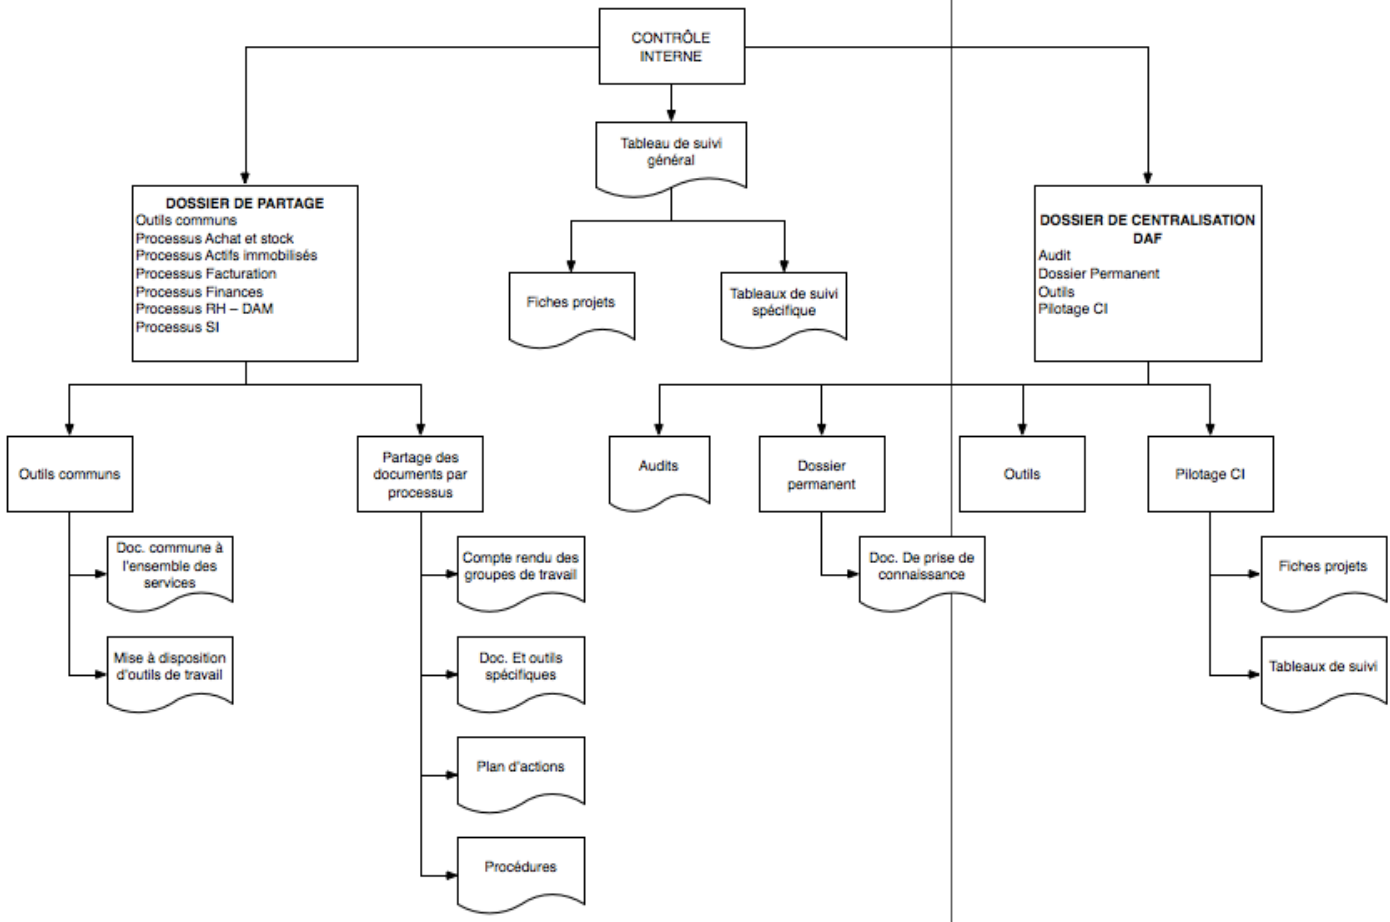 CONTRÔLE
INTERNE
Tableau de suivi
général
DOSSIER DE PARTAGE
Outils communs
Processus Achat et stock
Processus Actifs immobilisés
Processus Facturation
Processus Finances
Processus RH – DAM
Processus SI
Fiches projets
Tableaux de suivi
spécifique
DOSSIER DE CENTRALISATION
DAF
Audit
Dossier Permanent
Outils
Pilotage CI
Outils communs
Partage des
documents par
processus
Audits
Dossier
permanent
Outils
Pilotage CI
Doc. commune à
l'ensemble des
services
Mise à disposition
d'outils de travail
Compte rendu des
groupes de travail
Doc. Et outils
spécifiques
Plan d'actions
Procédures
Doc. De prise de
connaissance
Fiches projets
Tableaux de suivi